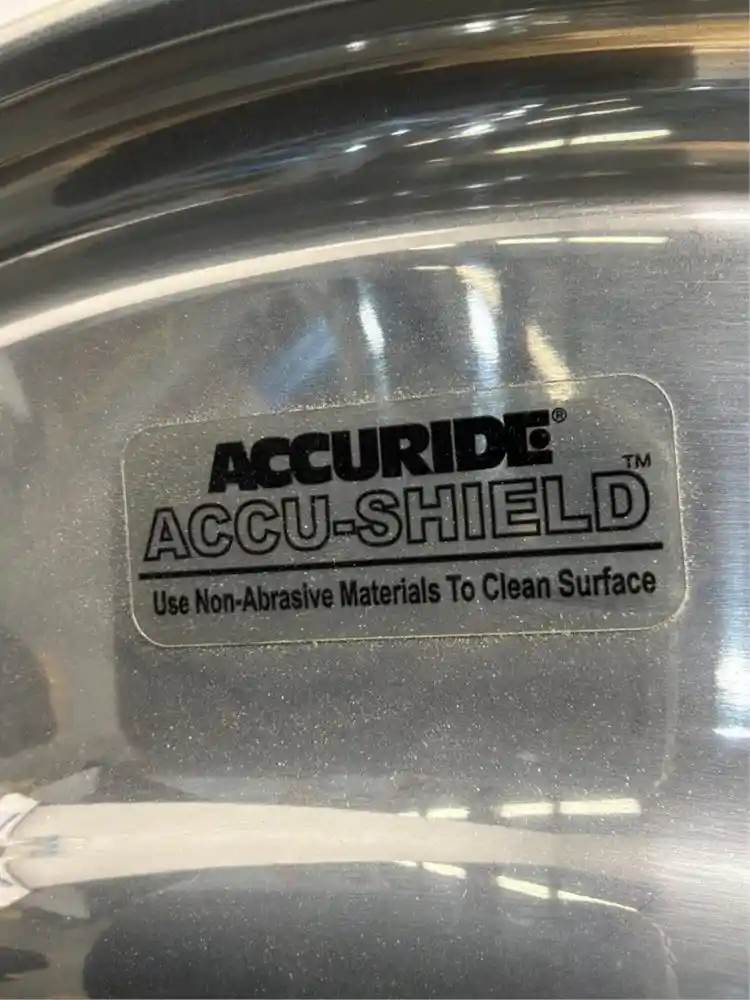 ACCURIDE®
ACCU-SHIELD™
Use Non-Abrasive Materials To Clean Surface